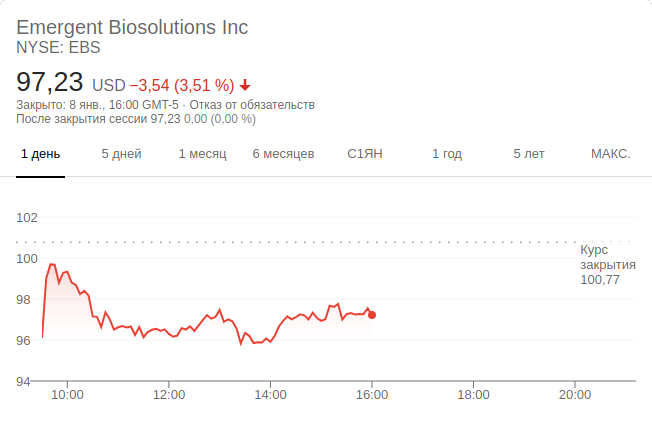 Emergent Biosolutions Inc
NYSE: EBS
97,23 USD −3,54 (3,51 %)
Закрыто: 8 янв., 16:00 GMT-5 · Отказ от обязательств
После закрытия сессии 97,23 0,00 (0,00 %)
1 день 5 дней 1 месяц 6 месяцев С1ЯН 1 год 5 лет МАКС.
102
100
98
96
94
Курс
закрытия
100,77
10:00 12:00 14:00 16:00 18:00 20:00